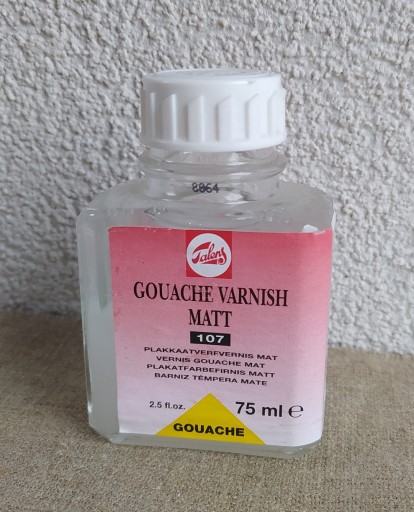 8864
Talens
GOUACHE VARNISH
MATT
107
PLAKKAATVERFVERNIS MAT
VERNIS GOUACHE MAT
PLAKATFARBEFIRNIS MATT
BARNIZ TÉMPERA MATE
2.5 fl.oz. 75 ml e
GOUACHE